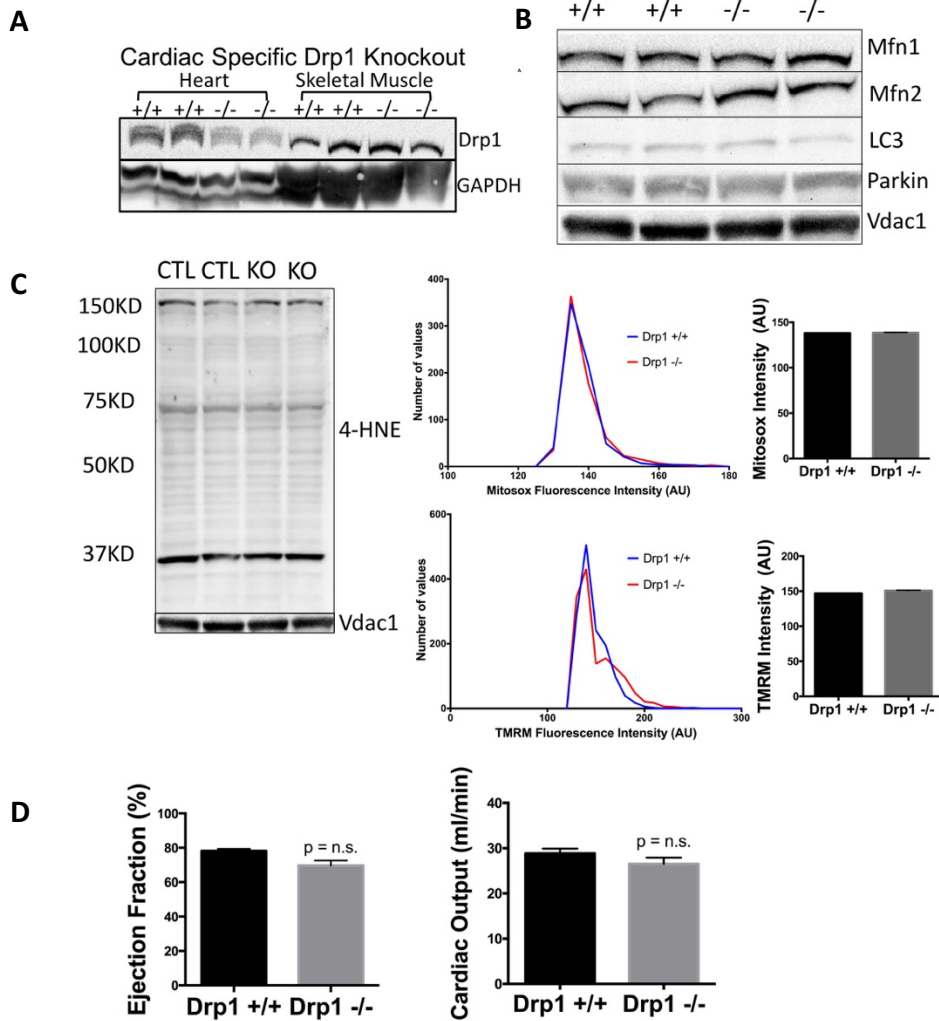 A
Cardiac Specific Drp1 Knockout
Heart Skeletal Muscle
+/+ +/+ -/- -/- +/+ +/+ -/- -/-
Drp1
GAPDH
B
+/+ +/+ -/- -/-
Mfn1
Mfn2
LC3
Parkin
Vdac1
C
CTL CTL KO KO
150KD
100KD
75KD
50KD
37KD
4-HNE
Vdac1
Number of values
400
300
200
100
0
100 120 140 160 180
Mitosox Fluorescence Intensity (AU)
Drp1 +/+
Drp1 -/-
Mitosox Intensity (AU)
150
100
50
0
Drp1 +/+ Drp1 -/-
Number of values
600
400
200
0
0 100 200 300
TMRM Fluorescence Intensity (AU)
Drp1 +/+
Drp1 -/-
TMRM Intensity (AU)
200
150
100
50
0
Drp1 +/+ Drp1 -/-
D
Ejection Fraction (%)
100
80
60
40
20
0
p = n.s.
Drp1 +/+ Drp1 -/-
Cardiac Output (ml/min)
40
30
20
10
0
p = n.s.
Drp1 +/+ Drp1 -/-